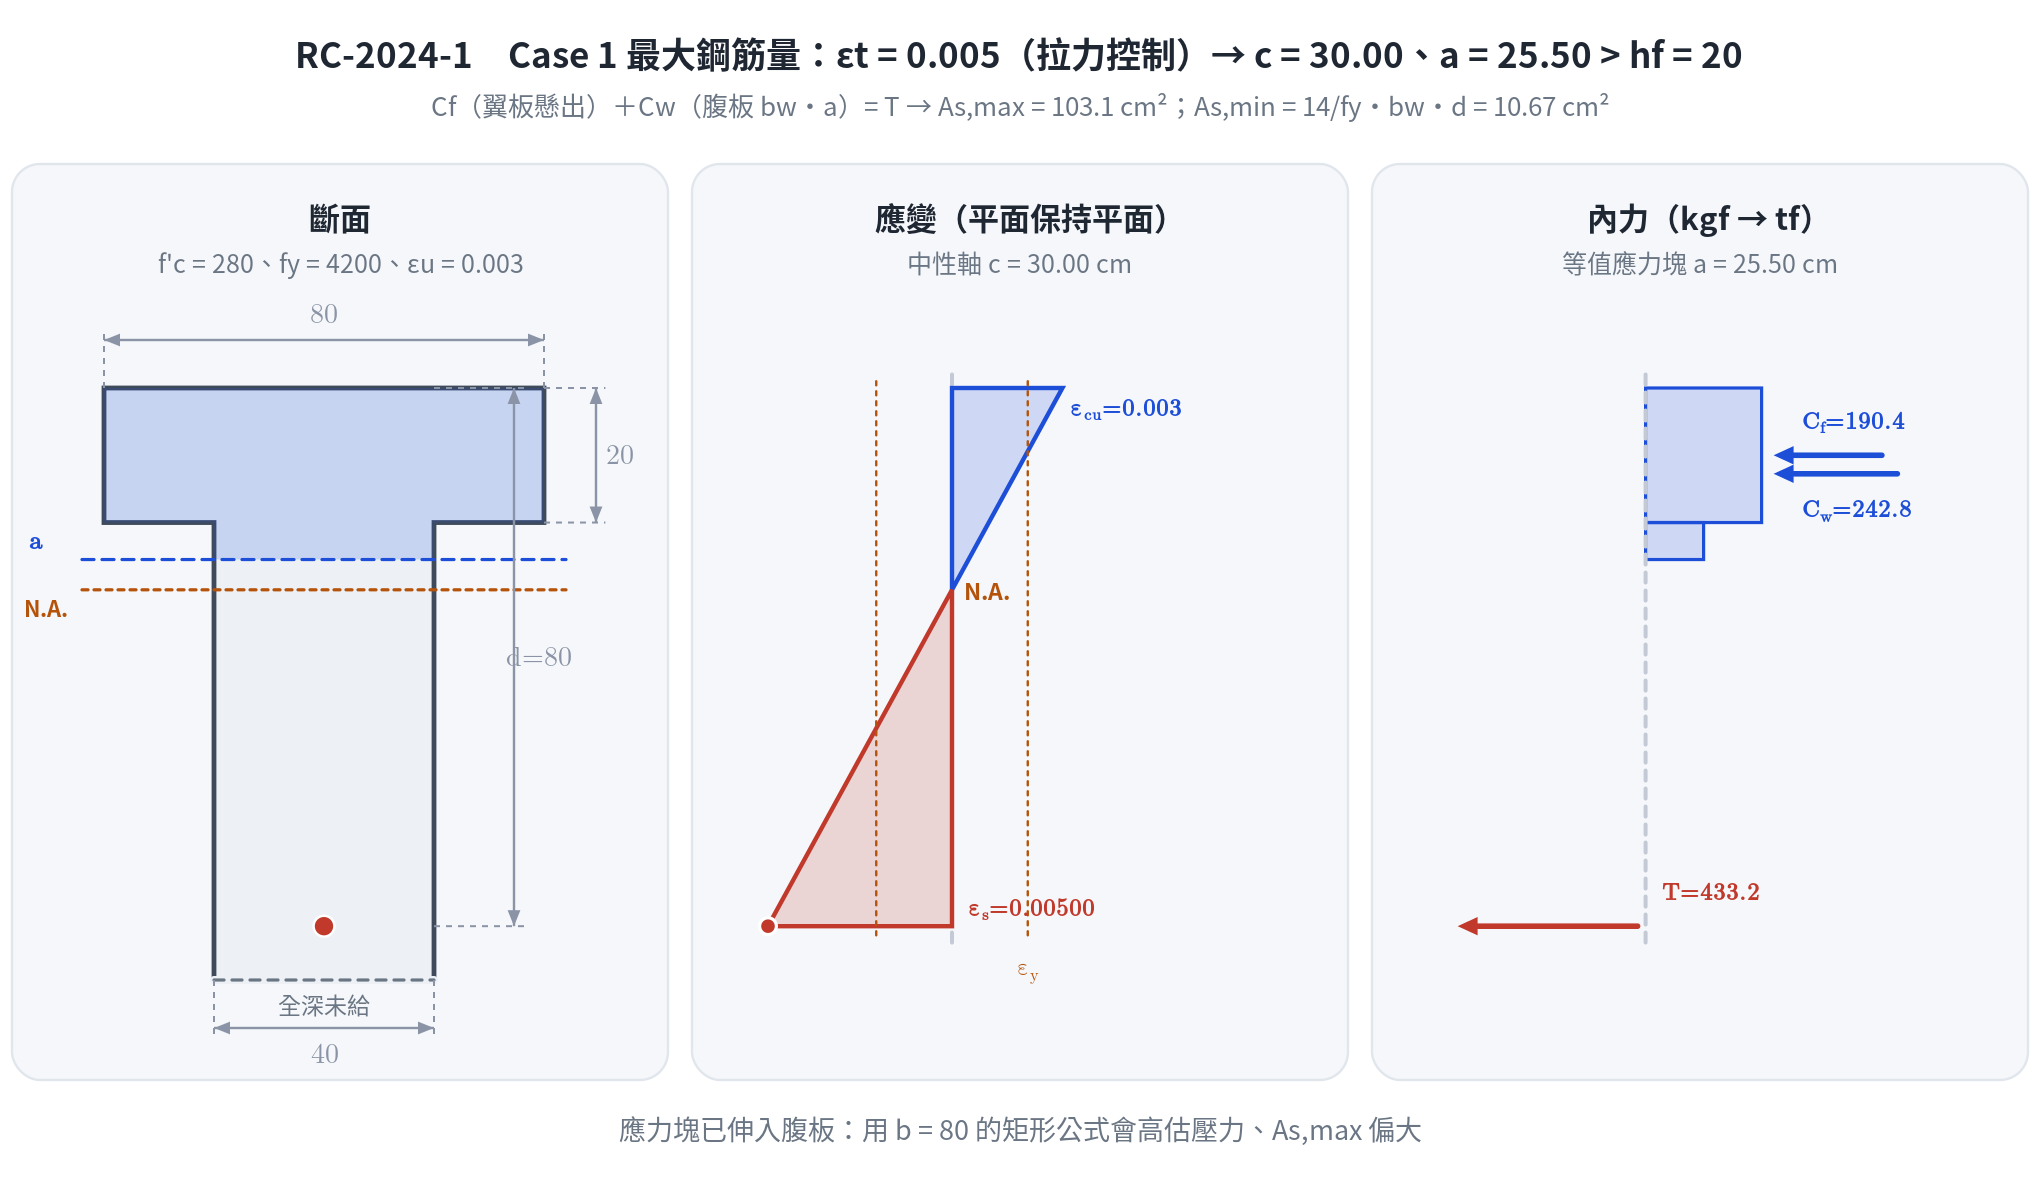 RC-2024-1　Case 1 最大鋼筋量：εt = 0.005（拉力控制）→ c = 30.00、a = 25.50 > hf = 20
Cf（翼板懸出）＋Cw（腹板 bw・a）= T → As,max = 103.1 cm²；As,min = 14/fy・bw・d = 10.67 cm²
斷面
f'c = 280、fy = 4200、εu = 0.003
80
20
a
N.A.
d=80
全深未給
40
應變（平面保持平面）
中性軸 c = 30.00 cm
εcu=0.003
N.A.
εs=0.00500
εy
內力（kgf → tf）
等值應力塊 a = 25.50 cm
Cf=190.4
Cw=242.8
T=433.2
應力塊已伸入腹板：用 b = 80 的矩形公式會高估壓力、As,max 偏大